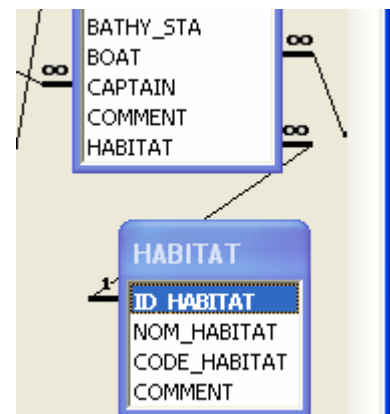 BATHY_STA
BOAT
∞
∞
CAPTAIN
COMMENT
∞
HABITAT
HABITAT
1
ID_HABITAT
NOM_HABITAT
CODE_HABITAT
COMMENT